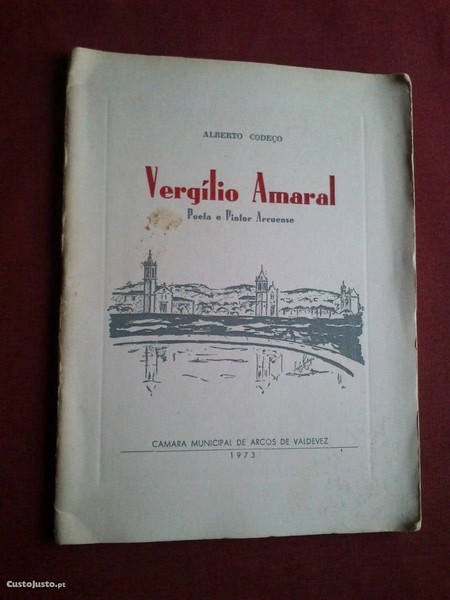 ALBERTO CODEÇO
Vergílio Amaral
Poeta e Pintor Arcuense
CAMARA MUNICIPAL DE ARCOS DE VALDEVEZ
1973
CustoJusto.pt